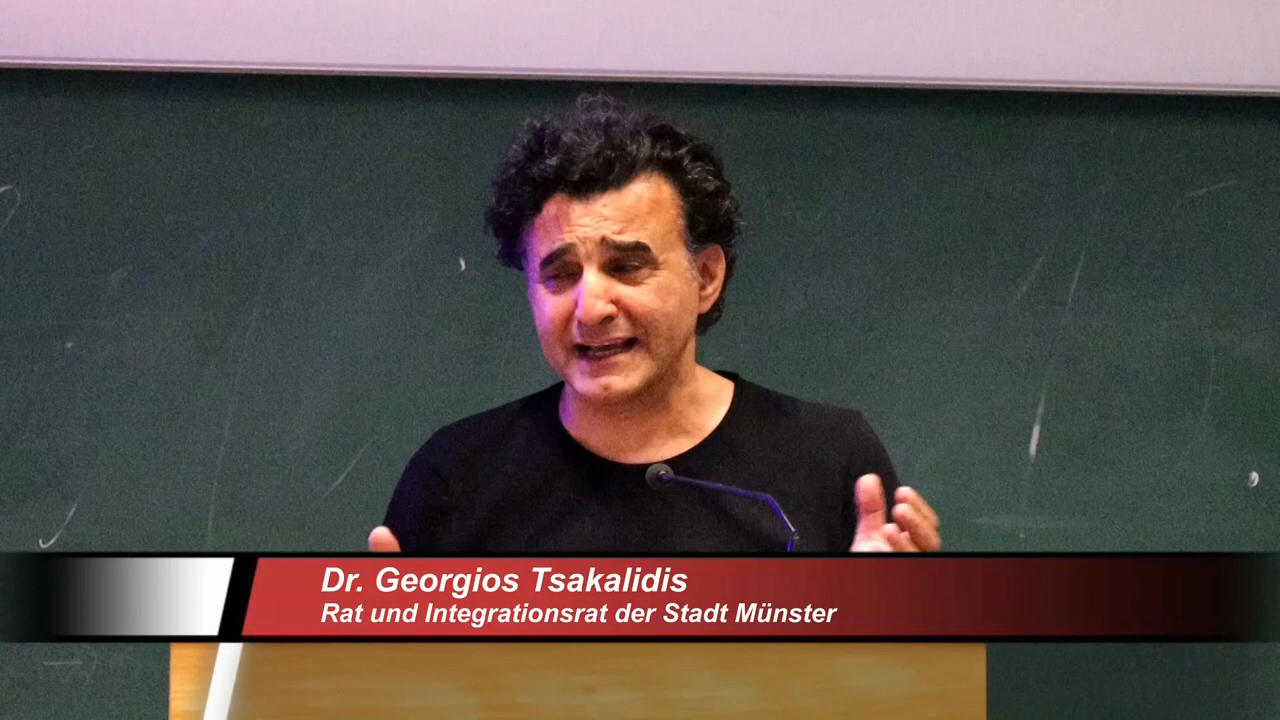 Dr. Georgios Tsakalidis
Rat und Integrationsrat der Stadt Münster